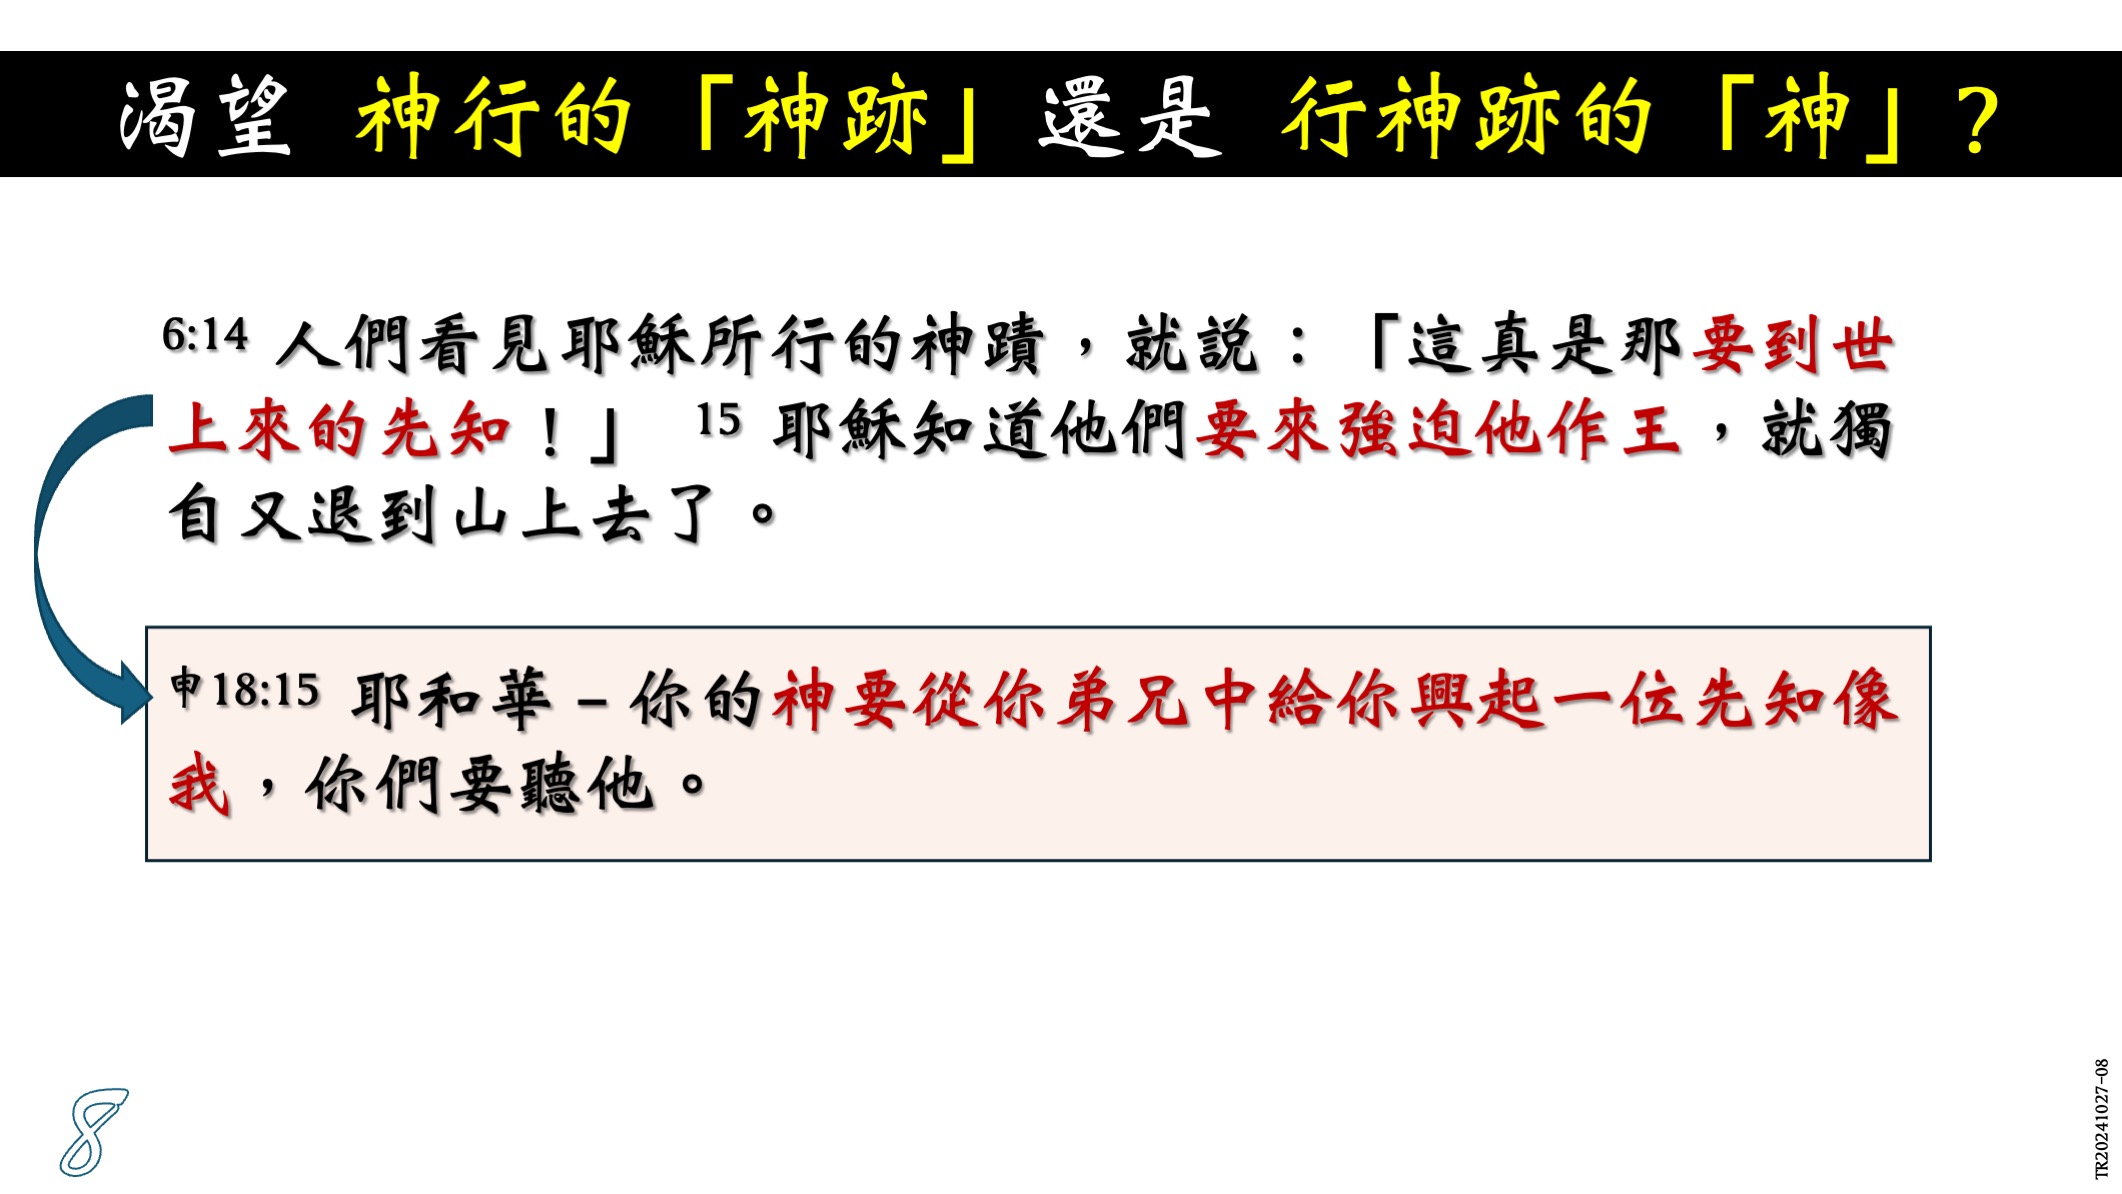 渴望 神行的「神跡」還是 行神跡的「神」?
6:14 人們看見耶穌所行的神蹟，就説：「這真是那要到世
上來的先知！」 15 耶穌知道他們要來強迫他作王，就獨
自又退到山上去了。
申18:15 耶和華－你的神要從你弟兄中給你興起一位先知像
我，你們要聽他。
8
TR20241027-08